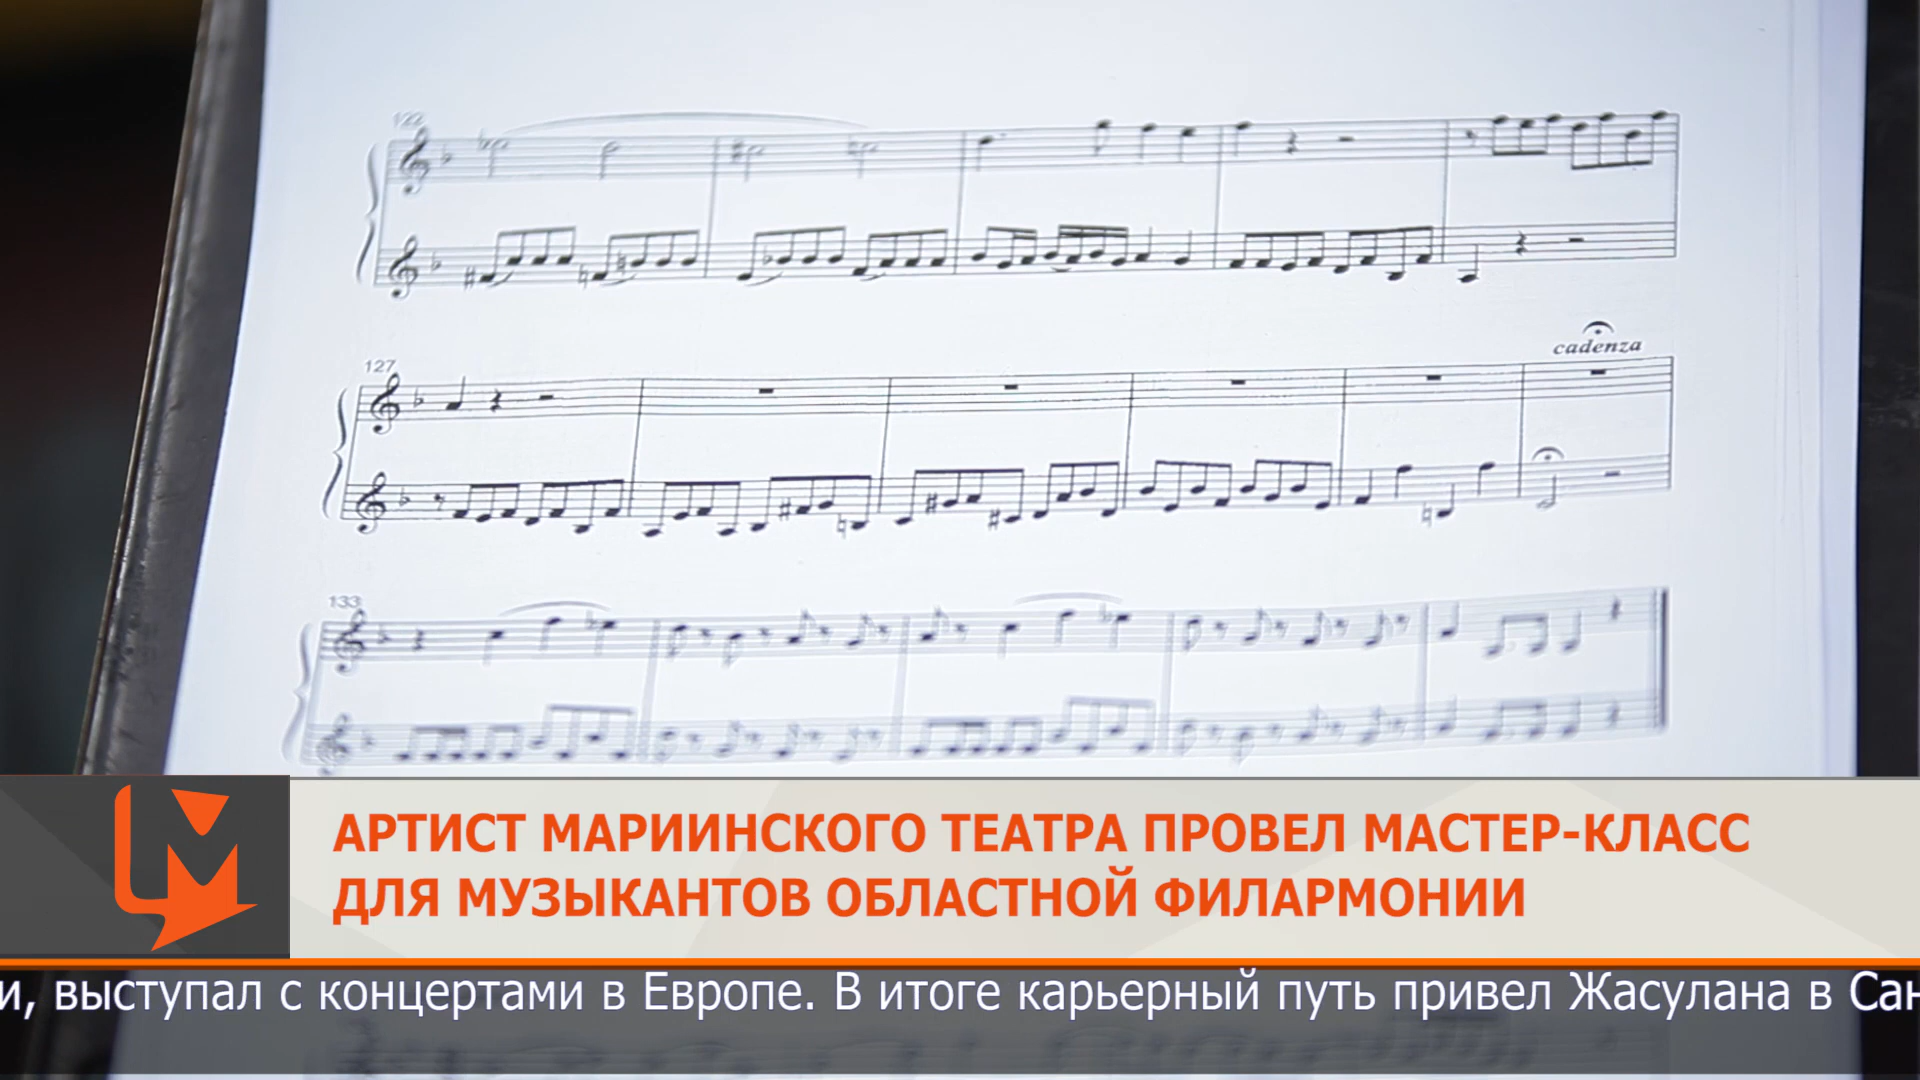 122
127
cadenza
133
АРТИСТ МАРИИНСКОГО ТЕАТРА ПРОВЕЛ МАСТЕР-КЛАСС
ДЛЯ МУЗЫКАНТОВ ОБЛАСТНОЙ ФИЛАРМОНИИ
и, выступал с концертами в Европе. В итоге карьерный путь привел Жасулана в Сан